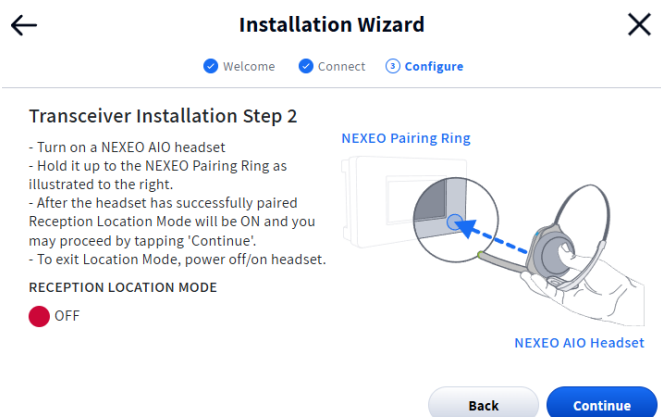 Installation Wizard
Welcome
Connect
3 Configure
Transceiver Installation Step 2
- Turn on a NEXEO AIO headset
- Hold it up to the NEXEO Pairing Ring as
illustrated to the right.
- After the headset has successfully paired
Reception Location Mode will be ON and you
may proceed by tapping 'Continue'.
- To exit Location Mode, power off/on headset.
RECEPTION LOCATION MODE
OFF
NEXEO Pairing Ring
NEXEO AIO Headset
Back
Continue